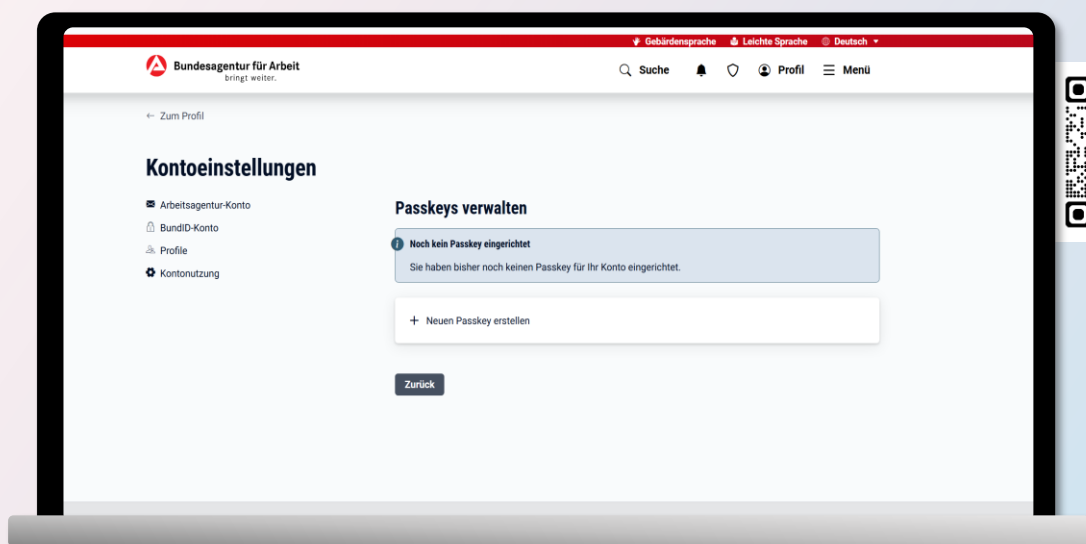 Gebärdensprache Leichte Sprache Deutsch
Bundesagentur für Arbeit
bringt weiter.
Suche Profil Menü
← Zum Profil
Kontoeinstellungen
Arbeitsagentur-Konto
BundID-Konto
Profile
Kontonutzung
Passkeys verwalten
Noch kein Passkey eingerichtet
Sie haben bisher noch keinen Passkey für Ihr Konto eingerichtet.
+ Neuen Passkey erstellen
Zurück